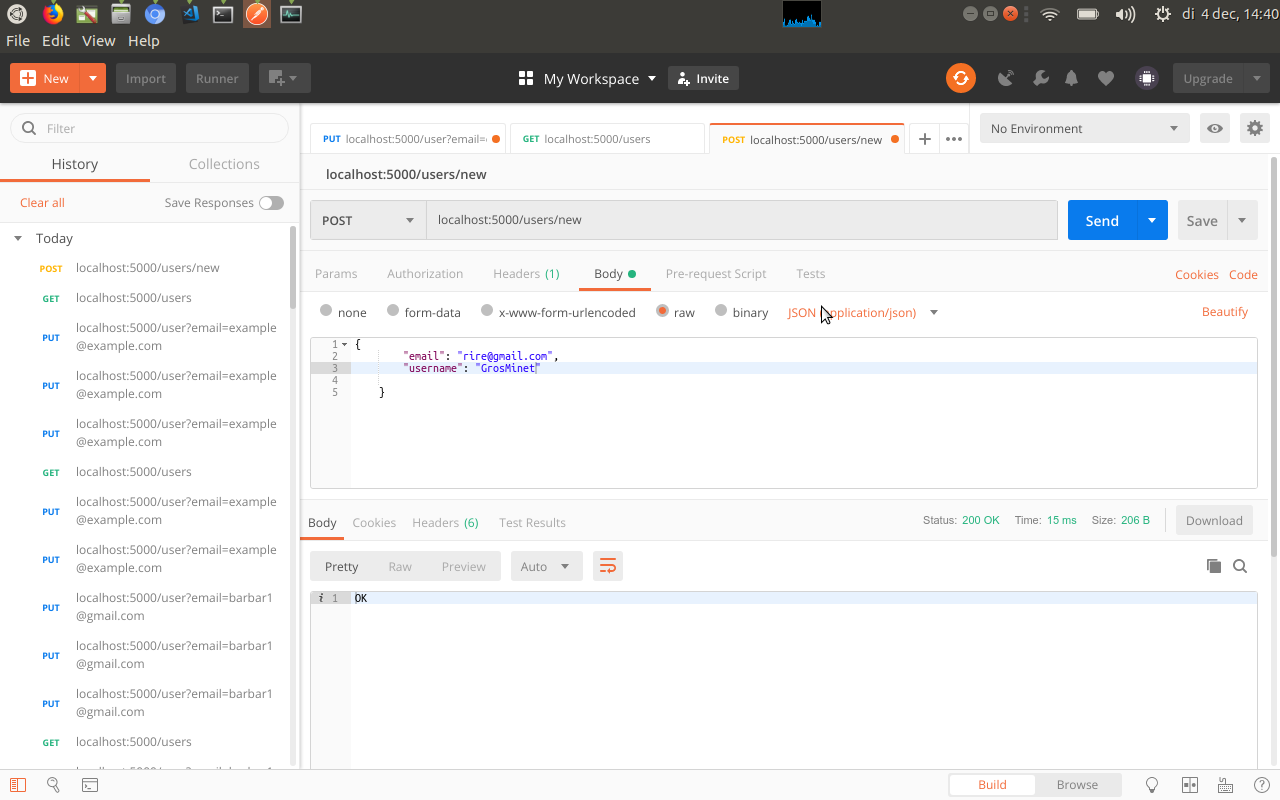 di 4 dec, 14:40
File Edit View Help
New Import Runner My Workspace Invite Upgrade
Filter
History Collections
Clear all Save Responses
Today
POST localhost:5000/users/new
GET localhost:5000/users
PUT localhost:5000/user?email=example
@example.com
PUT localhost:5000/user?email=example
@example.com
PUT localhost:5000/user?email=example
@example.com
GET localhost:5000/users
PUT localhost:5000/user?email=example
@example.com
PUT localhost:5000/user?email=example
@example.com
PUT localhost:5000/user?email=barbar1
@gmail.com
PUT localhost:5000/user?email=barbar1
@gmail.com
PUT localhost:5000/user?email=barbar1
@gmail.com
GET localhost:5000/users
PUT localhost:5000/user?email= GET localhost:5000/users POST localhost:5000/users/new + ••• No Environment
localhost:5000/users/new
POST localhost:5000/users/new Send Save
Params Authorization Headers (1) Body Pre-request Script Tests Cookies Code
none form-data x-www-form-urlencoded raw binary JSON (application/json) Beautify
1 {
2 "email": "rire@gmail.com",
3 "username": "GrosMinet"
4
5 }
Body Cookies Headers (6) Test Results Status: 200 OK Time: 15 ms Size: 206 B Download
Pretty Raw Preview Auto
i 1 OK
Build Browse ?